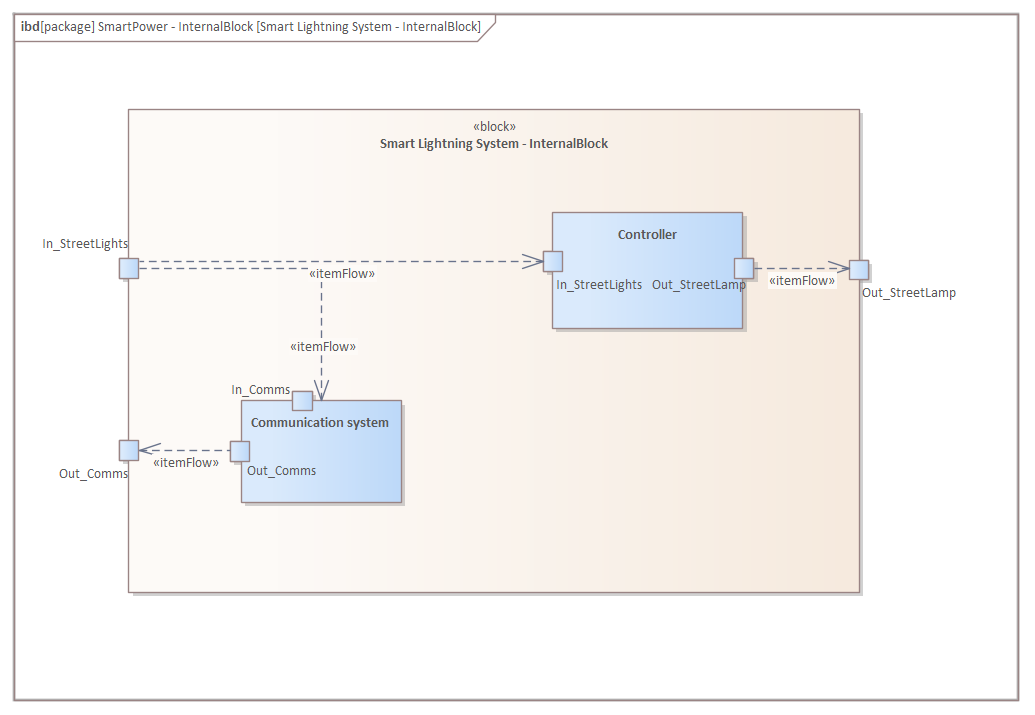 ibd[package] SmartPower - InternalBlock [Smart Lightning System - InternalBlock]
«block»
Smart Lightning System - InternalBlock
Controller
In_StreetLights
«itemFlow»
In_StreetLights
Out_StreetLamp
«itemFlow»
Out_StreetLamp
«itemFlow»
In_Comms
Communication system
«itemFlow»
Out_Comms
Out_Comms